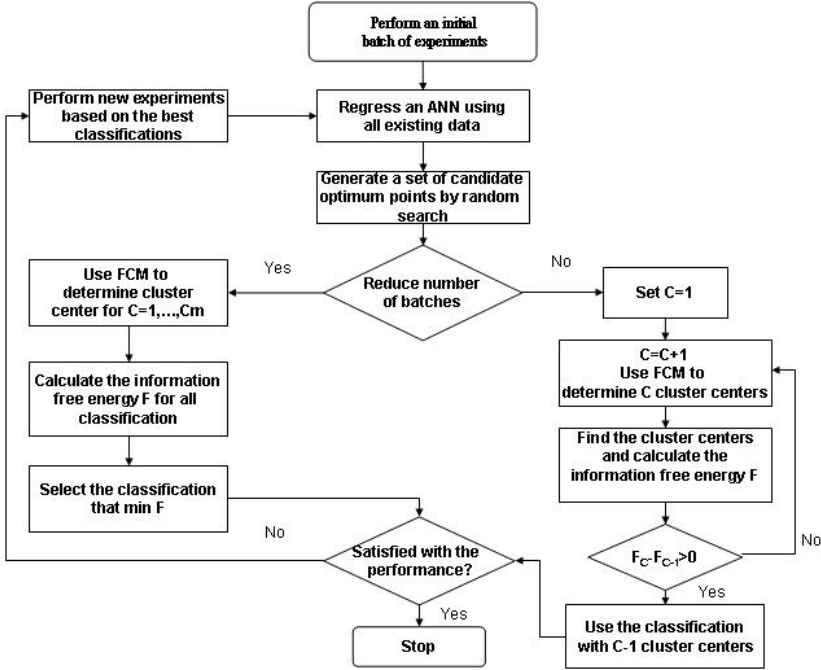 Perform an initial
batch of experiments
Perform new experiments
based on the best
classifications
Regress an ANN using
all existing data
Generate a set of candidate
optimum points by random
search
Yes
Reduce number
of batches
No
Use FCM to
determine cluster
center for C=1,...,Cm
Set C=1
C=C+1
Use FCM to
determine C cluster centers
Calculate the information
free energy F for all
classification
Find the cluster centers
and calculate the
information free energy F
Select the classification
that min F
No
Satisfied with the
performance?
F_C-F_{C-1}>0
No
Yes
Yes
Use the classification
with C-1 cluster centers
Stop